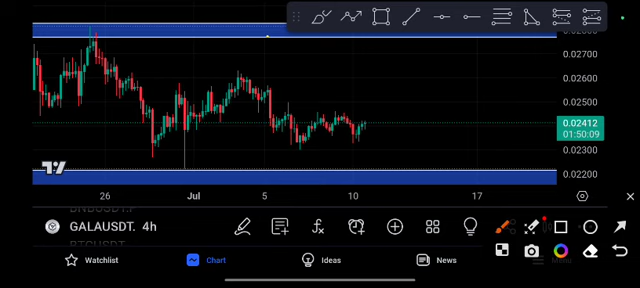 0.02700
0.02600
0.02500
0.02412
01:50:09
0.02300
0.02200
26 Jul 5 10 17
GALAUSDT. 4h
Watchlist Chart Ideas News